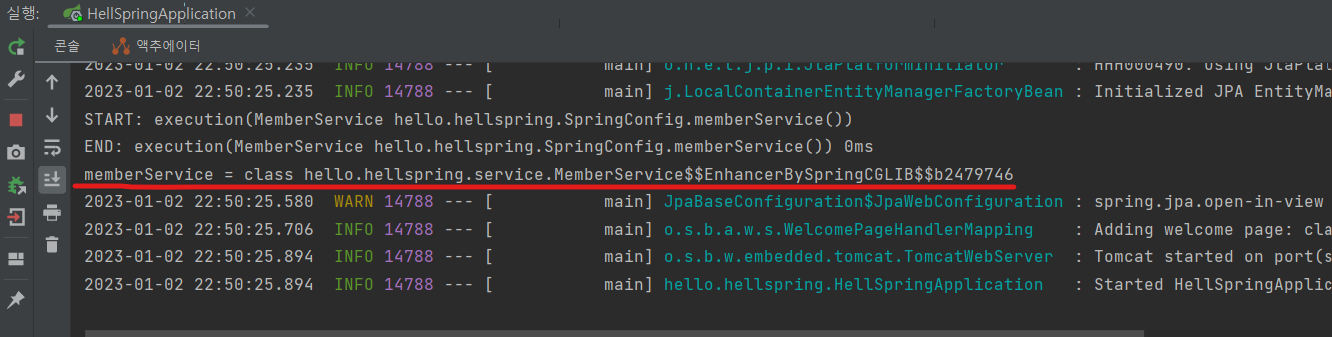 실행: HellSpringApplication
콘솔 액추에이터
2023-01-02 22:50:25.235 INFO 14788 --- [ main] o.h.e.t.j.p.i.JtaPlatformInitiator : HHH000490: Using JtaPlat
2023-01-02 22:50:25.235 INFO 14788 --- [ main] j.LocalContainerEntityManagerFactoryBean : Initialized JPA EntityMa
START: execution(MemberService hello.hellspring.SpringConfig.memberService())
END: execution(MemberService hello.hellspring.SpringConfig.memberService()) 0ms
memberService = class hello.hellspring.service.MemberService$$EnhancerBySpringCGLIB$$b2479746
2023-01-02 22:50:25.580 WARN 14788 --- [ main] JpaBaseConfiguration$JpaWebConfiguration : spring.jpa.open-in-view
2023-01-02 22:50:25.706 INFO 14788 --- [ main] o.s.b.a.w.s.WelcomePageHandlerMapping : Adding welcome page: cla
2023-01-02 22:50:25.894 INFO 14788 --- [ main] o.s.b.w.embedded.tomcat.TomcatWebServer : Tomcat started on port(s
2023-01-02 22:50:25.894 INFO 14788 --- [ main] hello.hellspring.HellSpringApplication : Started HellSpringApplic